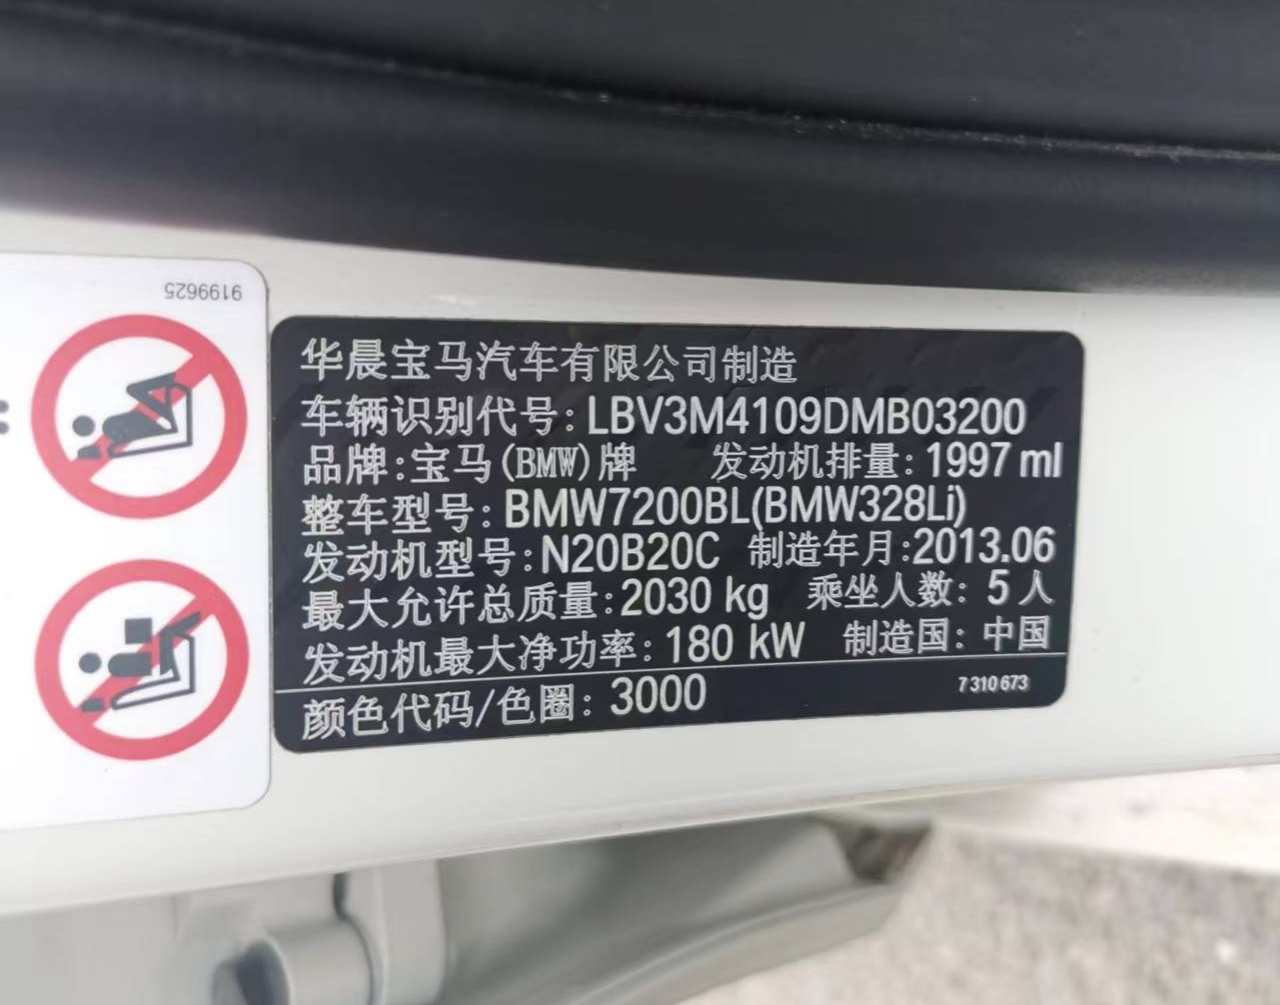 9199625
华晨宝马汽车有限公司制造
车辆识别代号: LBV3M4109DMB03200
品牌:宝马(BMW)牌 发动机排量: 1997 ml
整车型号: BMW7200BL(BMW328Li)
发动机型号: N20B20C 制造年月:2013.06
最大允许总质量: 2030 kg 乘坐人数: 5人
发动机最大净功率: 180 kW 制造国: 中国
颜色代码/色圈: 3000 7 310 673